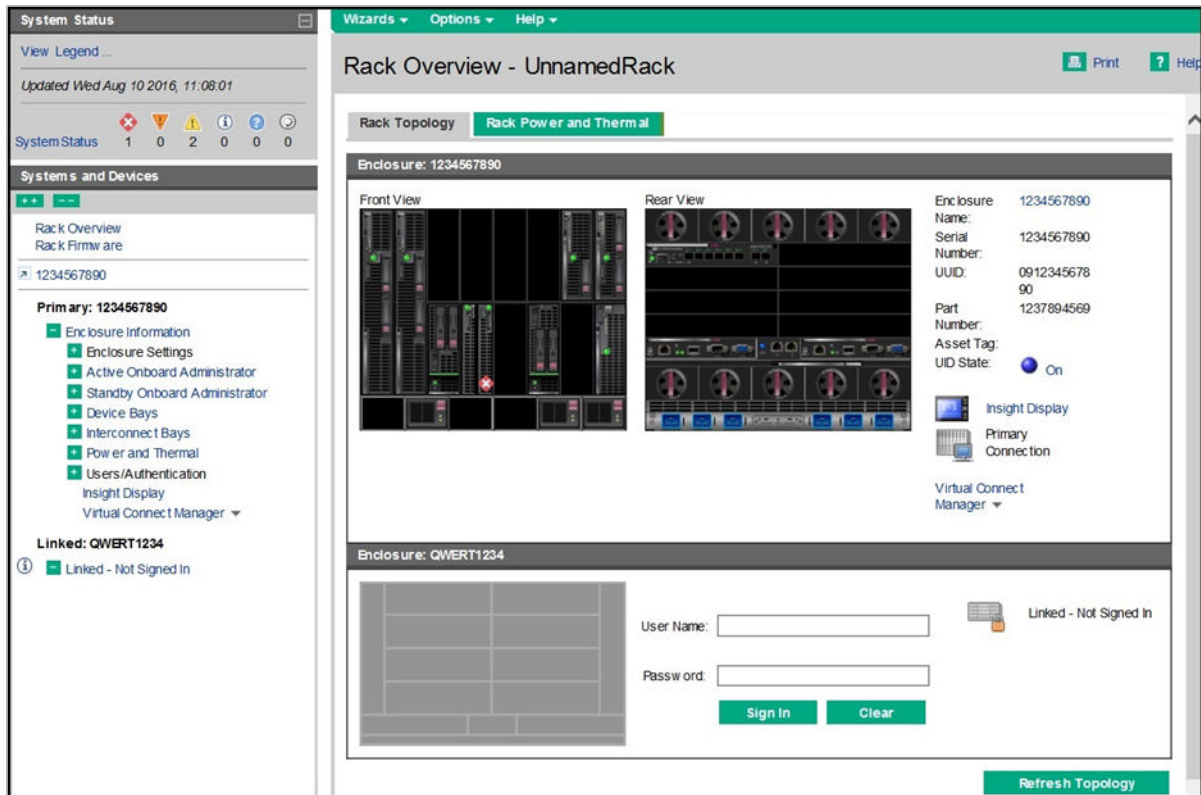 System Status
View Legend ...
Updated Wed Aug 10 2016, 11:08:01
System Status 1 0 2 0 0 0
Systems and Devices
Rack Overview
Rack Firmware
1234567890
Primary: 1234567890
Enclosure Information
Enclosure Settings
Active Onboard Administrator
Standby Onboard Administrator
Device Bays
Interconnect Bays
Power and Thermal
Users/Authentication
Insight Display
Virtual Connect Manager
Linked: QWERT1234
Linked - Not Signed In
Wizards Options Help
Rack Overview - UnnamedRack
Print ? Help
Rack Topology Rack Power and Thermal
Enclosure: 1234567890
Front View Rear View
Enclosure Name: 1234567890
Serial Number: 1234567890
UUID: 0912345678
90
Part Number: 1237894569
Asset Tag:
UID State: On
Insight Display
Primary
Connection
Virtual Connect
Manager
Enclosure: QWERT1234
User Name:
Password:
Sign In Clear
Linked - Not Signed In
Refresh Topology